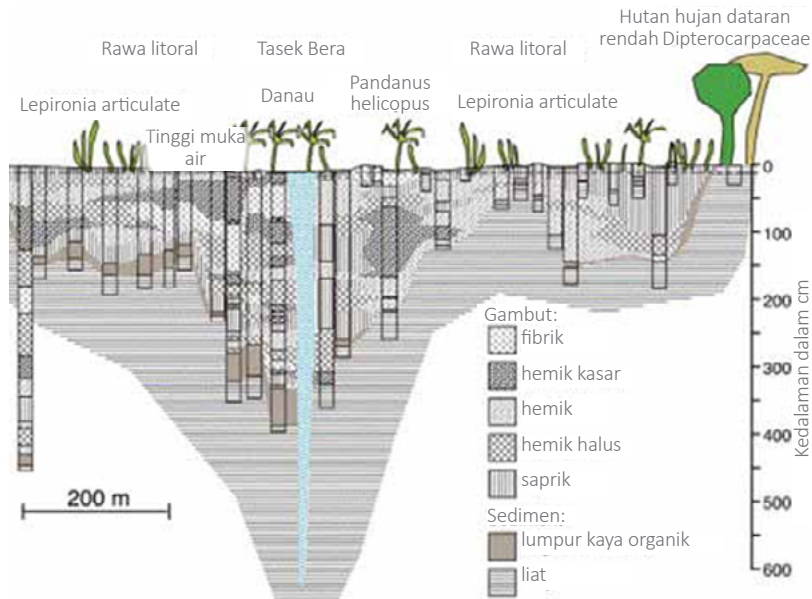 Hutan hujan dataran
rendah Dipterocarpaceae
Rawa litoral
Tasek Bera
Rawa litoral
Lepironia articulate
Danau
Pandanus
helicopus
Lepironia articulate
Tinggi muka
air
0
100
200
300
400
500
600
Kedalaman dalam cm
Gambut:
fibrik
hemik kasar
hemik
hemik halus
saprik
Sedimen:
lumpur kaya organik
liat
200 m